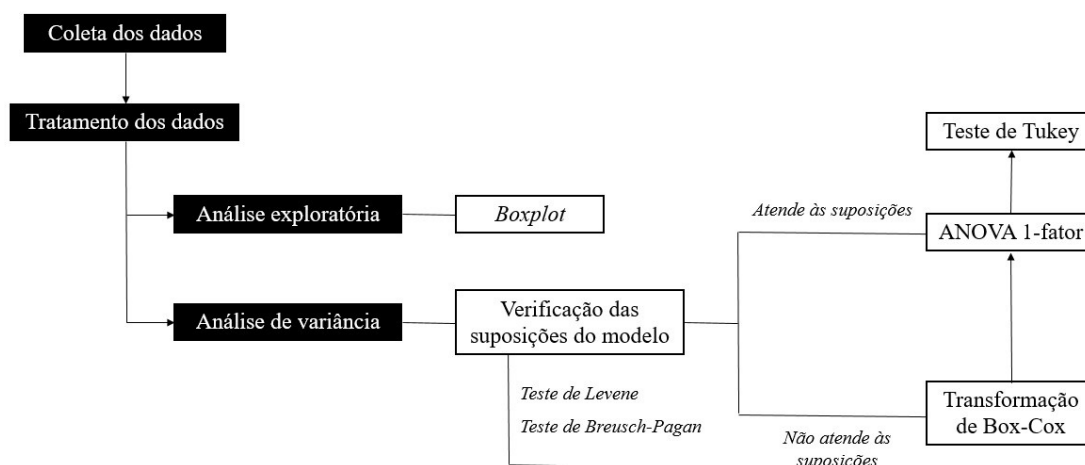 Coleta dos dados
Tratamento dos dados
Análise exploratória
Boxplot
Análise de variância
Verificação das
suposições do modelo
Teste de Levene
Teste de Breusch-Pagan
Atende às suposições
Não atende às
suposições
Teste de Tukey
ANOVA 1-fator
Transformação
de Box-Cox